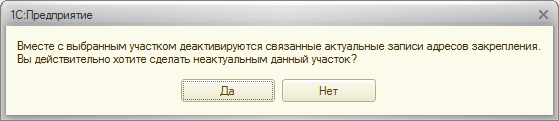 1С:Предприятие
Вместе с выбранным участком деактивируются связанные актуальные записи адресов закрепления.
Вы действительно хотите сделать неактуальным данный участок?
Да Нет